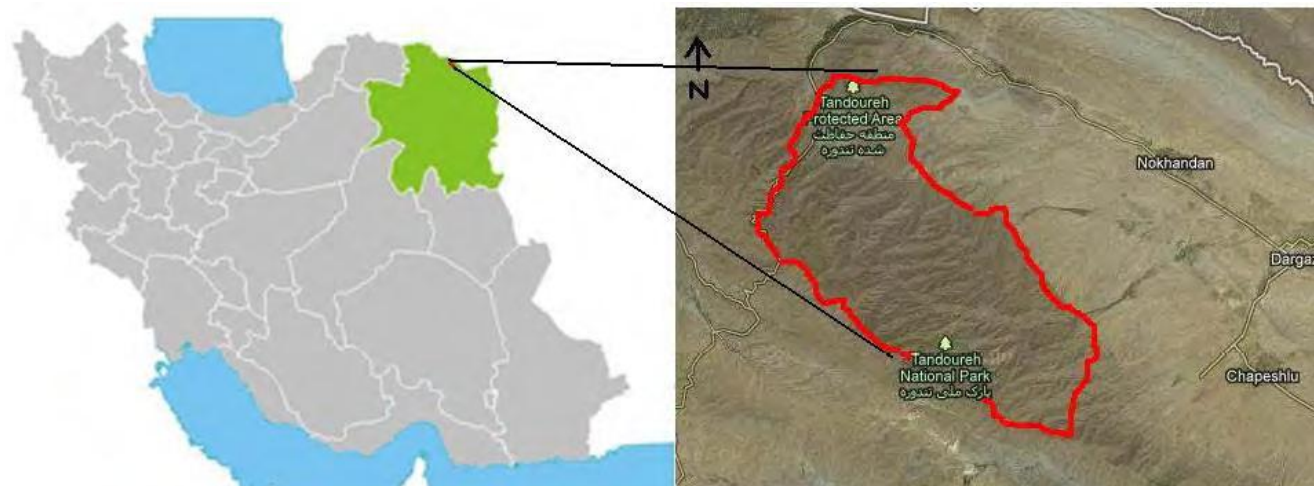 N
Tandoureh
Protected Area
منطقه حفاظت
شده تندوره
Nokhandan
Dargaz
Tandoureh
National Park
پارک ملی تندوره
Chapeshlu